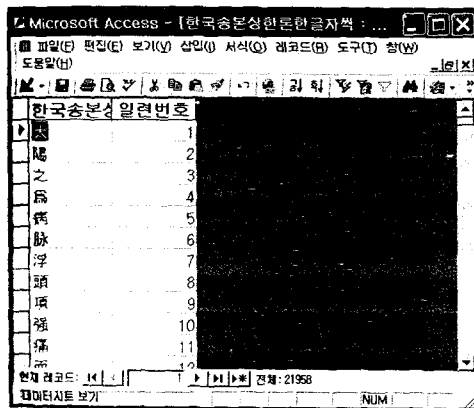 Microsoft Access - [한국송본상한론한글자씩 : ...
파일(F) 편집(E) 보기(V) 삽입(I) 서식(O) 레코드(R) 도구(T) 창(W)
도움말(H)
한국송본상 일련번호
太 1
陽 2
之 3
爲 4
病 5
脉 6
浮 7
頭 8
項 9
强 10
痛 11
而 12
현재 레코드: 1 전체: 21958
데이터시트 보기 NUM